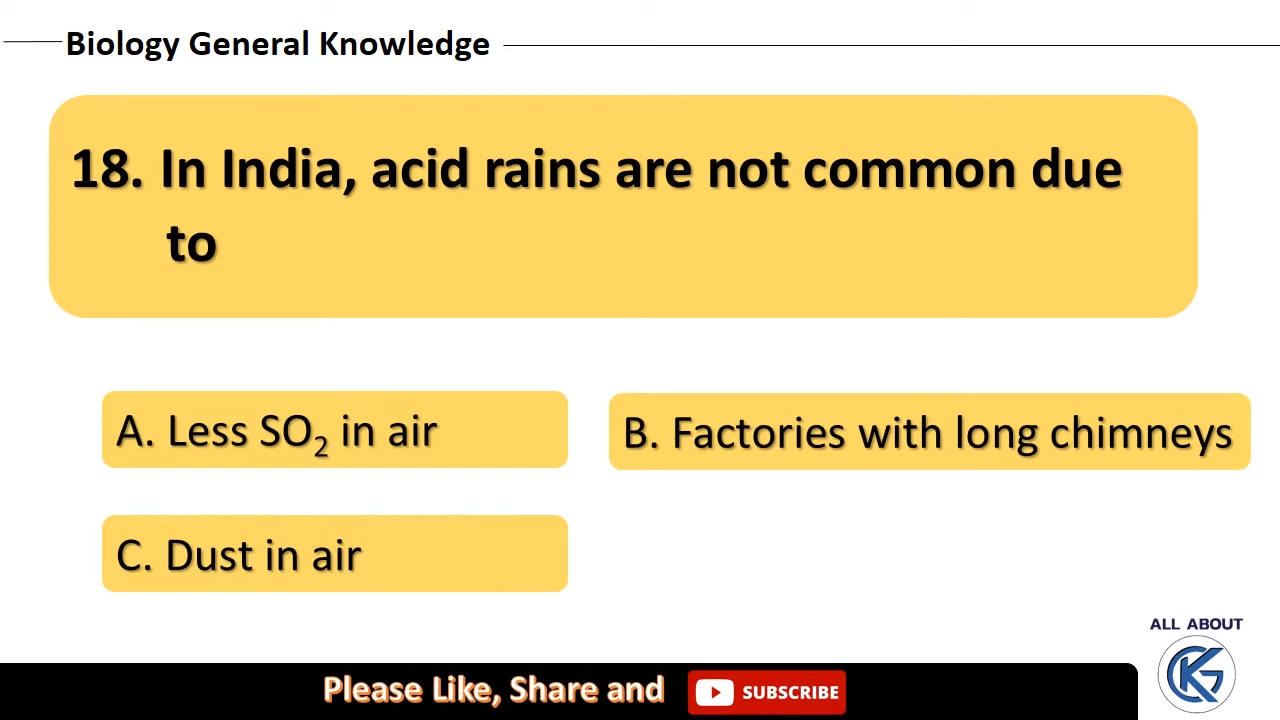 Biology General Knowledge
18. In India, acid rains are not common due
to
A. Less SO₂ in air
B. Factories with long chimneys
C. Dust in air
ALL ABOUT
GK
Please Like, Share and
SUBSCRIBE